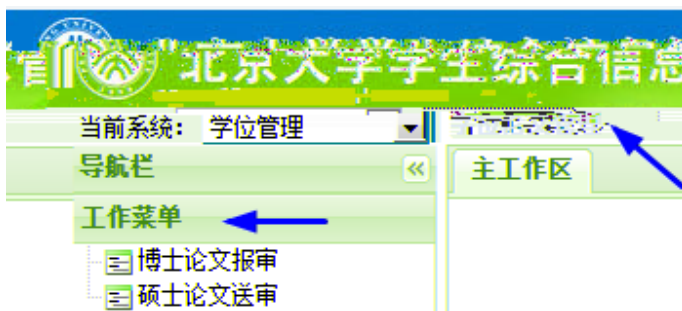 北京大学学生综合信息
当前系统： 学位管理
导航栏 «
主工作区
工作菜单
博士论文报审
硕士论文送审